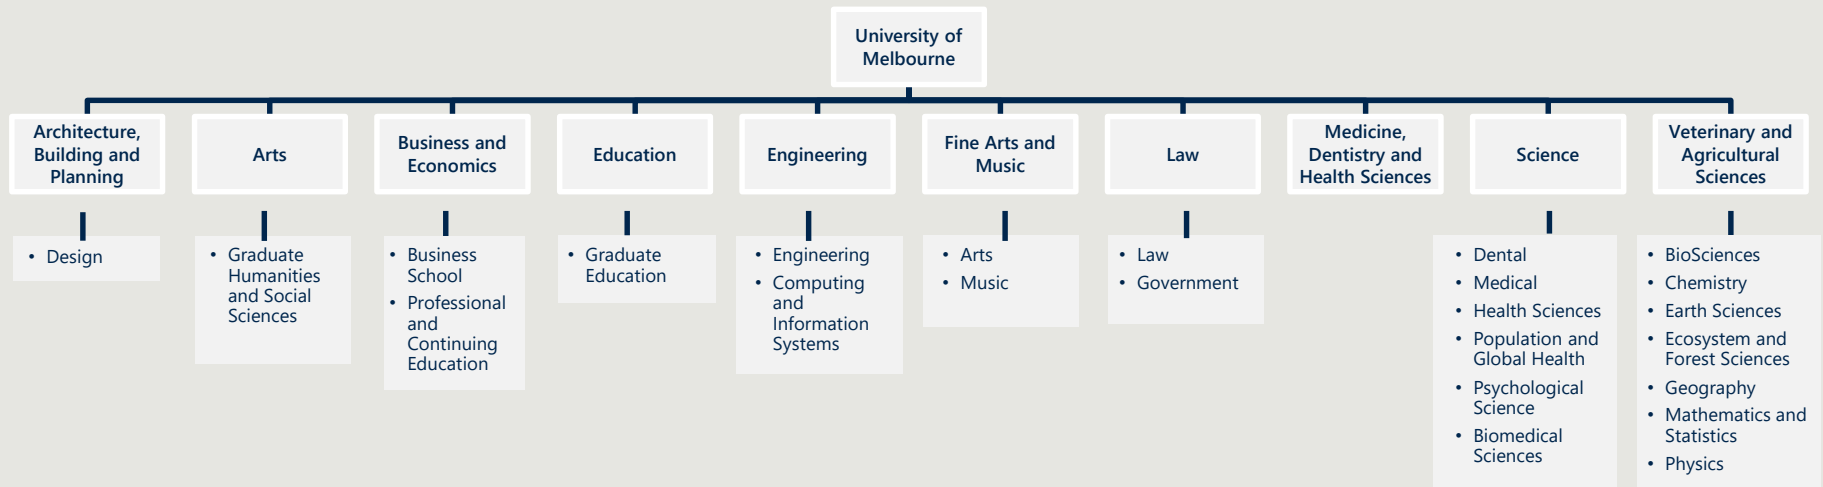 University of
Melbourne
Architecture,
Building and
Planning
Arts
Business and
Economics
Education
Engineering
Fine Arts and
Music
Law
Medicine,
Dentistry and
Health Sciences
Science
Veterinary and
Agricultural
Sciences
• Design
• Graduate
Humanities
and Social
Sciences
• Business
School
• Professional
and
Continuing
Education
• Graduate
Education
• Engineering
• Computing
and
Information
Systems
• Arts
• Music
• Law
• Government
• Dental
• Medical
• Health Sciences
• Population and
Global Health
• Psychological
Science
• Biomedical
Sciences
• BioSciences
• Chemistry
• Earth Sciences
• Ecosystem and
Forest Sciences
• Geography
• Mathematics and
Statistics
• Physics